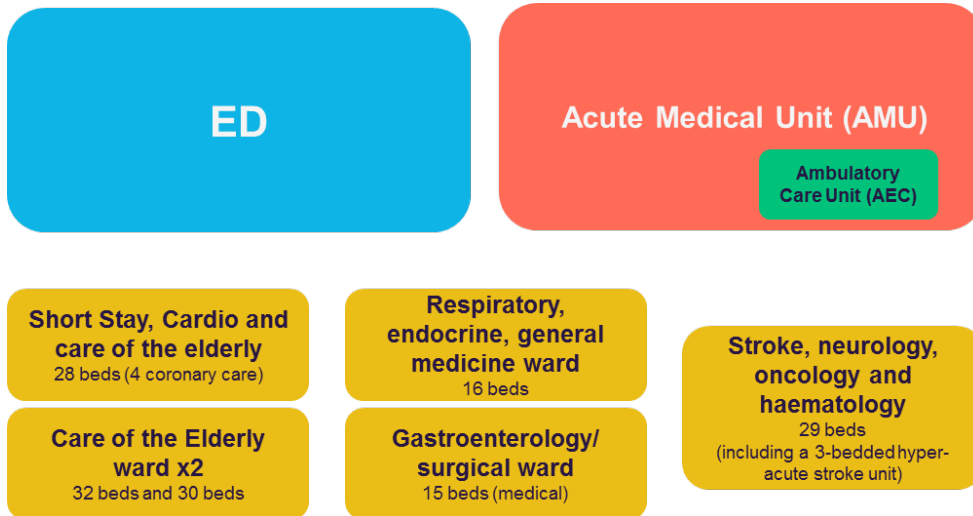 ED
Acute Medical Unit (AMU)
Ambulatory
Care Unit (AEC)
Short Stay, Cardio and
care of the elderly
28 beds (4 coronary care)
Respiratory,
endocrine, general
medicine ward
16 beds
Stroke, neurology,
oncology and
haematology
29 beds
(including a 3-bedded hyper-
acute stroke unit)
Care of the Elderly
ward x2
32 beds and 30 beds
Gastroenterology/
surgical ward
15 beds (medical)